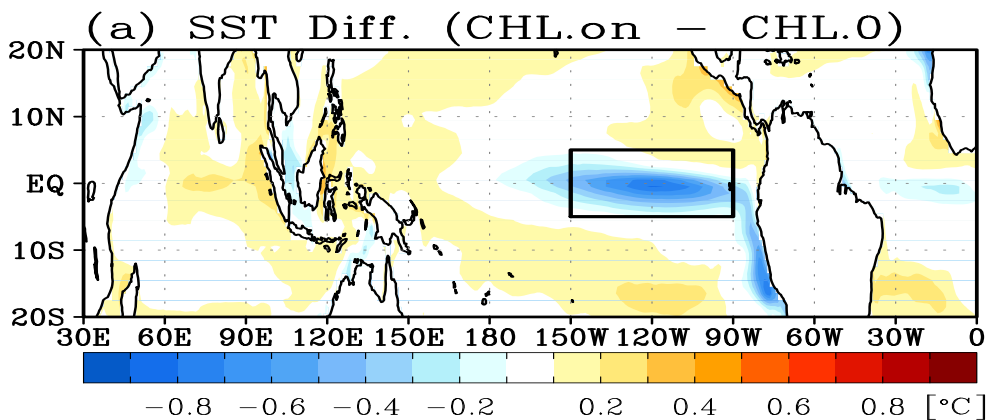 (a) SST Diff. (CHL.on − CHL.0)
20N
10N
EQ
10S
20S
30E 60E 90E 120E 150E 180 150W 120W 90W 60W 30W 0
−0.8 −0.6 −0.4 −0.2 0.2 0.4 0.6 0.8 [°C]